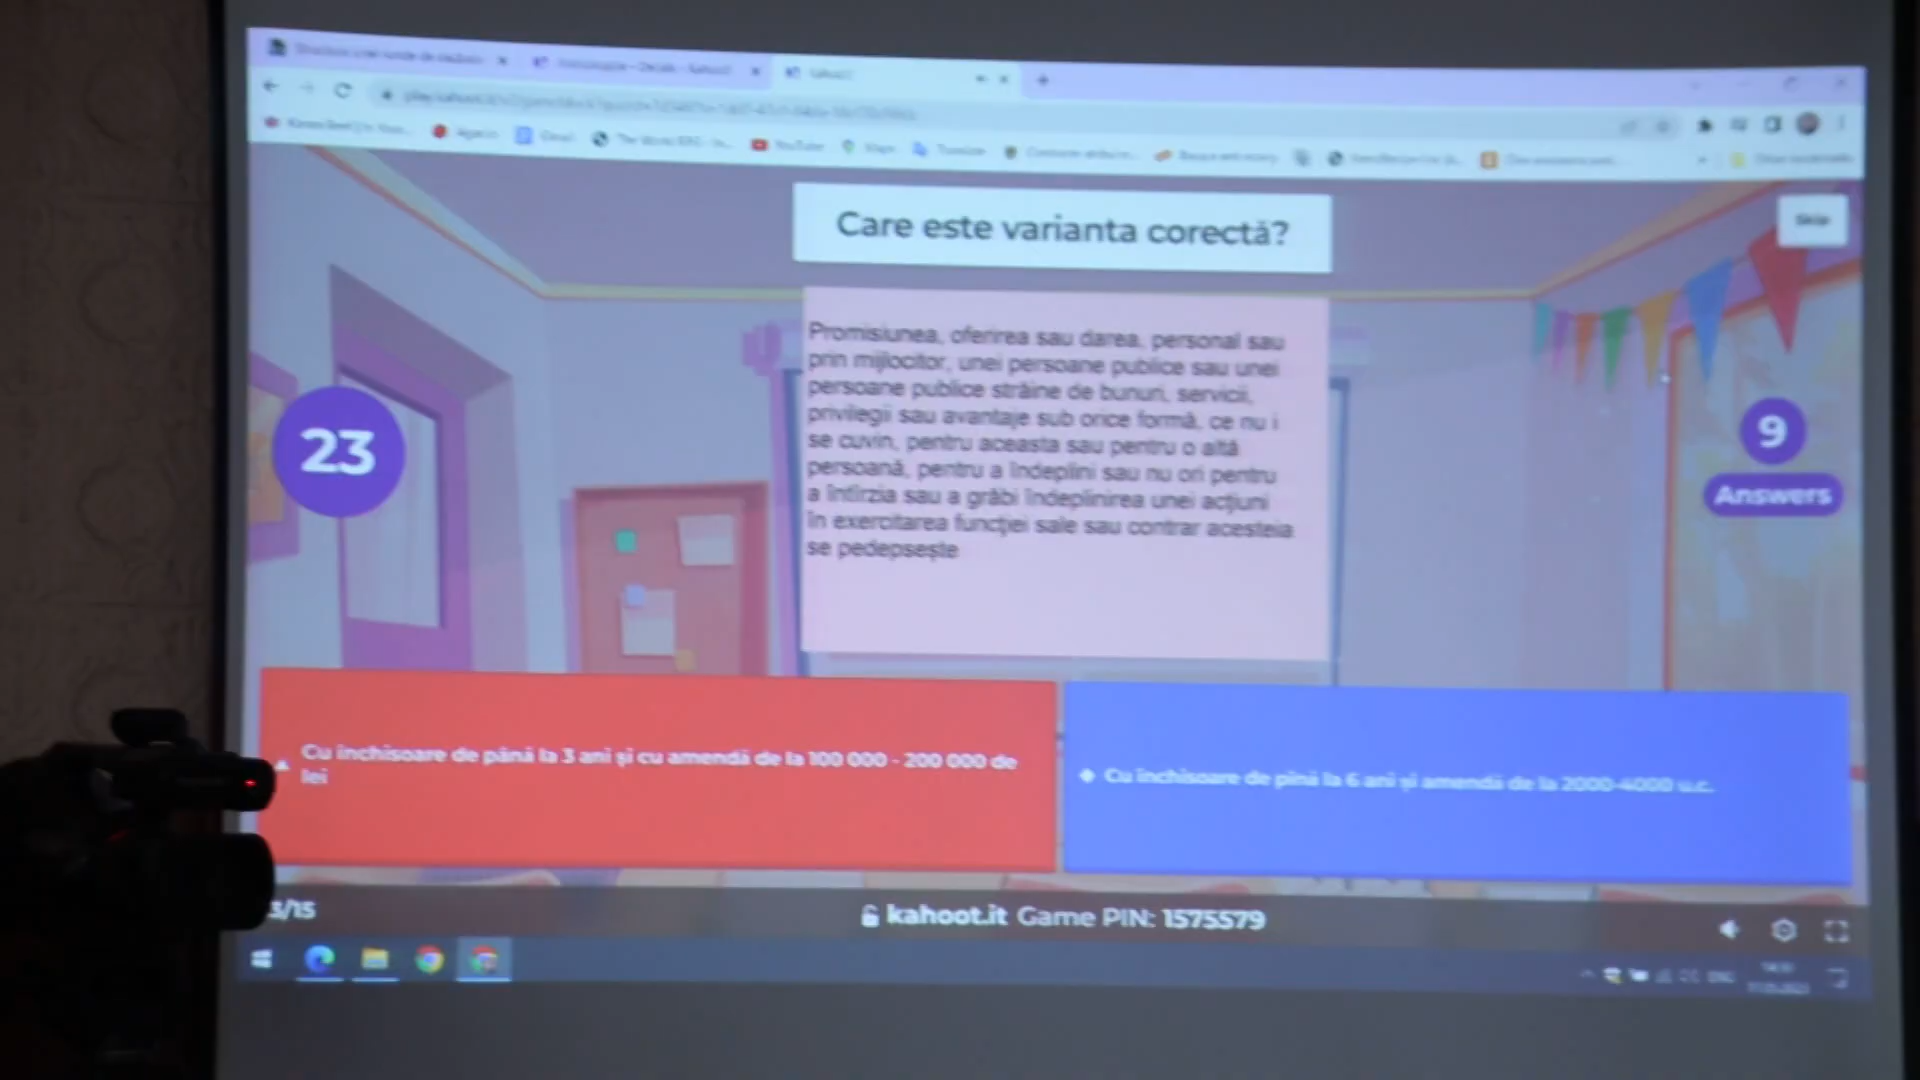 YouTube
Care este varianta corectă?
Skip
Promisiunea, oferirea sau darea, personal sau
prin mijlocitor, unei persoane publice sau unei
persoane publice străine de bunuri, servicii,
privilegii sau avantaje sub orice formă, ce nu i
se cuvin, pentru aceasta sau pentru o altă
persoană, pentru a îndeplini sau nu ori pentru
a întîrzia sau a grăbi îndeplinirea unei acțiuni
în exercitarea funcției sale sau contrar acesteia
se pedepsește
23
9
Answers
Cu închisoare de până la 3 ani și cu amendă de la 100 000 - 200 000 de
lei
Cu închisoare de pînă la 6 ani și amendă de la 2000-4000 u.c.
3/15
kahoot.it Game PIN: 1575579
ENG